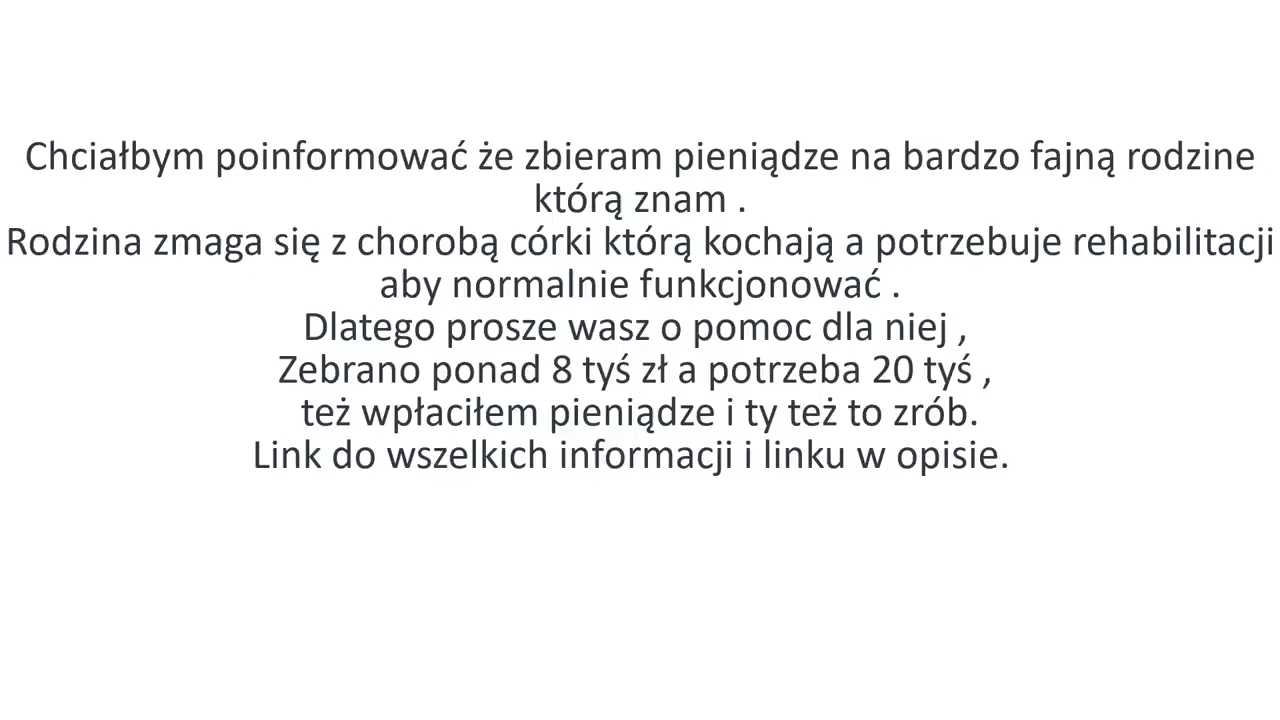 Chciałbym poinformować że zbieram pieniądze na bardzo fajną rodzine
którą znam .
Rodzina zmaga się z chorobą córki którą kochają a potrzebuje rehabilitacji
aby normalnie funkcjonować .
Dlatego prosze wasz o pomoc dla niej ,
Zebrano ponad 8 tyś zł a potrzeba 20 tyś ,
też wpłaciłem pieniądze i ty też to zrób.
Link do wszelkich informacji i linku w opisie.